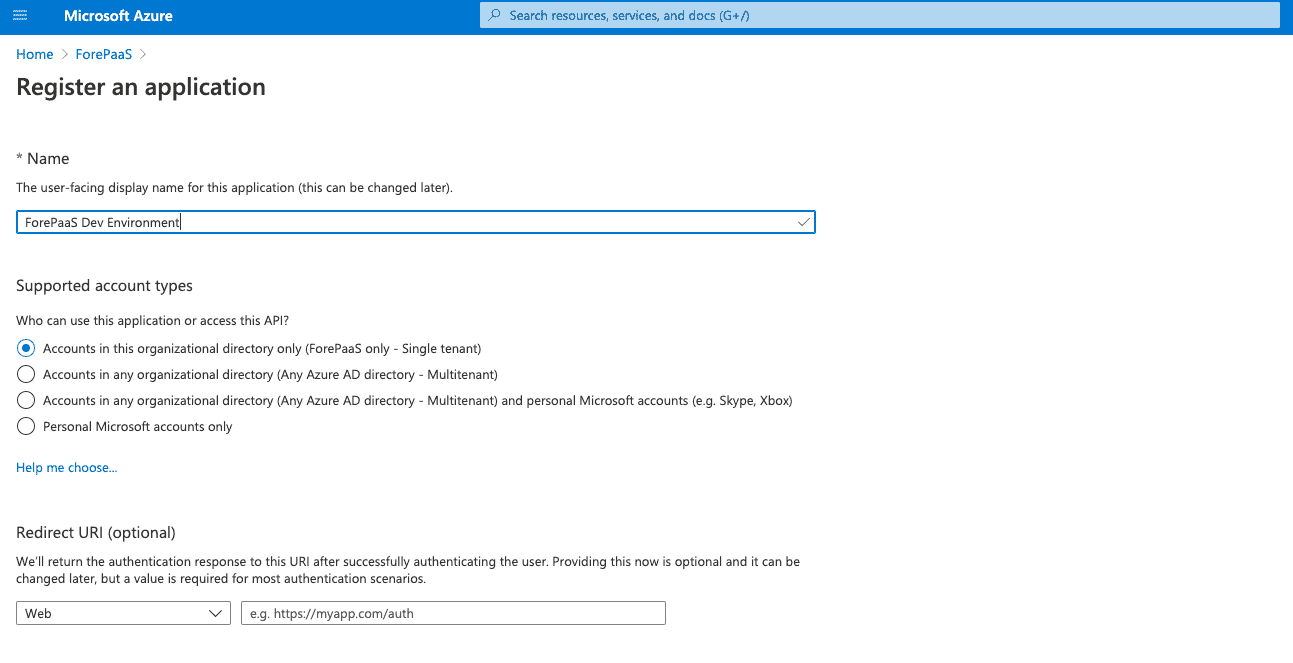 Microsoft Azure
Search resources, services, and docs (G+/)
Home > ForePaaS >
Register an application
* Name
The user-facing display name for this application (this can be changed later).
ForePaaS Dev Environment
Supported account types
Who can use this application or access this API?
Accounts in this organizational directory only (ForePaaS only - Single tenant)
Accounts in any organizational directory (Any Azure AD directory - Multitenant)
Accounts in any organizational directory (Any Azure AD directory - Multitenant) and personal Microsoft accounts (e.g. Skype, Xbox)
Personal Microsoft accounts only
Help me choose...
Redirect URI (optional)
We'll return the authentication response to this URI after successfully authenticating the user. Providing this now is optional and it can be
changed later, but a value is required for most authentication scenarios.
Web
e.g. https://myapp.com/auth